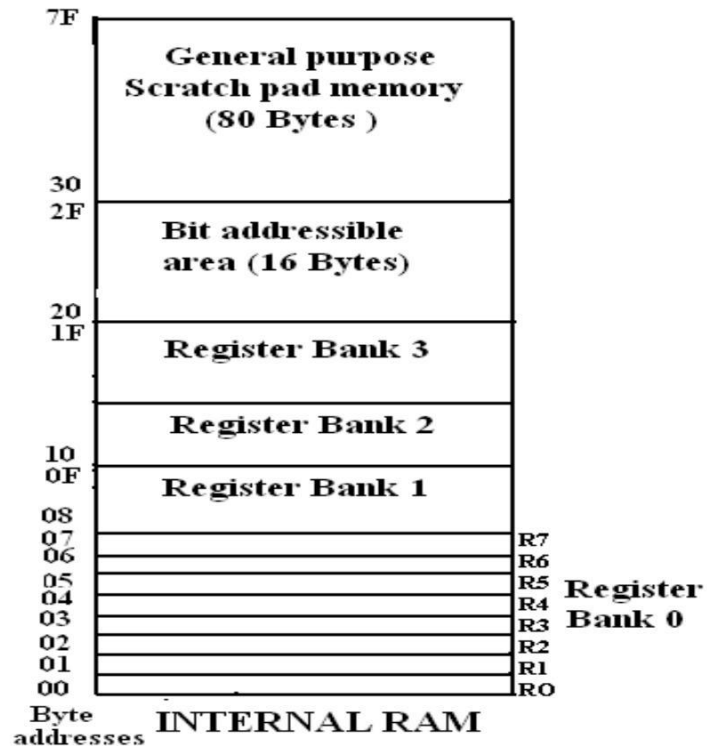 7F
General purpose
Scratch pad memory
(80 Bytes )
30
2F
Bit addressible
area (16 Bytes)
20
1F
Register Bank 3
Register Bank 2
10
0F
Register Bank 1
08
07 R7
06 R6
05 R5
04 R4
03 R3
02 R2
01 R1
00 RO
Register
Bank 0
Byte
addresses
INTERNAL RAM